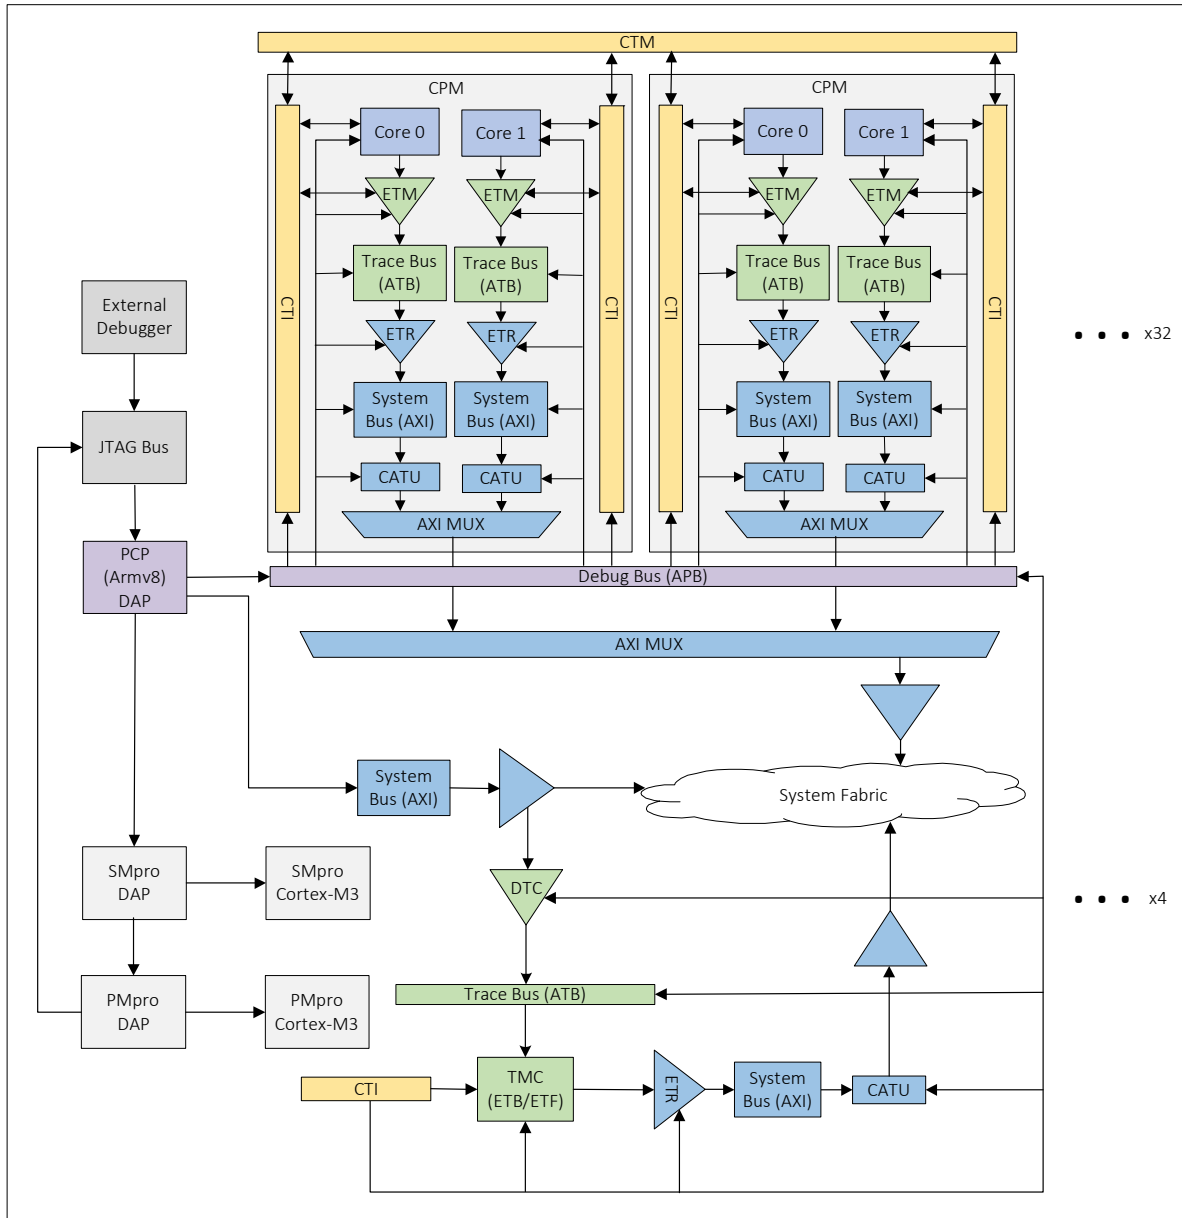 CTM
CPM
CPM
Core 0
Core 1
Core 0
Core 1
ETM
ETM
ETM
ETM
Trace Bus
(ATB)
Trace Bus
(ATB)
Trace Bus
(ATB)
Trace Bus
(ATB)
CTI
CTI
CTI
CTI
External
Debugger
ETR
ETR
ETR
ETR
x32
System
Bus (AXI)
System
Bus (AXI)
System
Bus (AXI)
System
Bus (AXI)
JTAG Bus
CATU
CATU
CATU
CATU
AXI MUX
AXI MUX
PCP
(Armv8)
DAP
Debug Bus (APB)
AXI MUX
System
Bus (AXI)
System Fabric
SMpro
DAP
SMpro
Cortex-M3
DTC
x4
PMpro
DAP
PMpro
Cortex-M3
Trace Bus (ATB)
CTI
TMC
(ETB/ETF)
ETR
System
Bus (AXI)
CATU